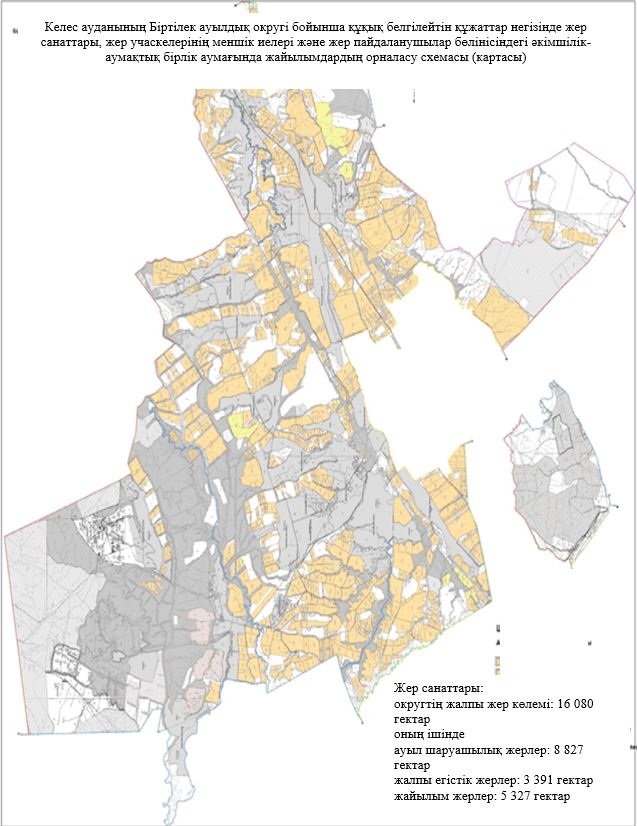 Келес ауданының Біртілек ауылдық округі бойынша құқық белгілейтін құжаттар негізінде жер
санаттары, жер учаскелерінің меншік иелері және жер пайдаланушылар бөлінісіндегі әкімшілік-
аумақтық бірлік аумағында жайылымдардың орналасу схемасы (картасы)
Жер санаттары:
округтің жалпы жер көлемі: 16 080
гектар
оның ішінде
ауыл шаруашылық жерлер: 8 827
гектар
жалпы егістік жерлер: 3 391 гектар
жайылым жерлер: 5 327 гектар